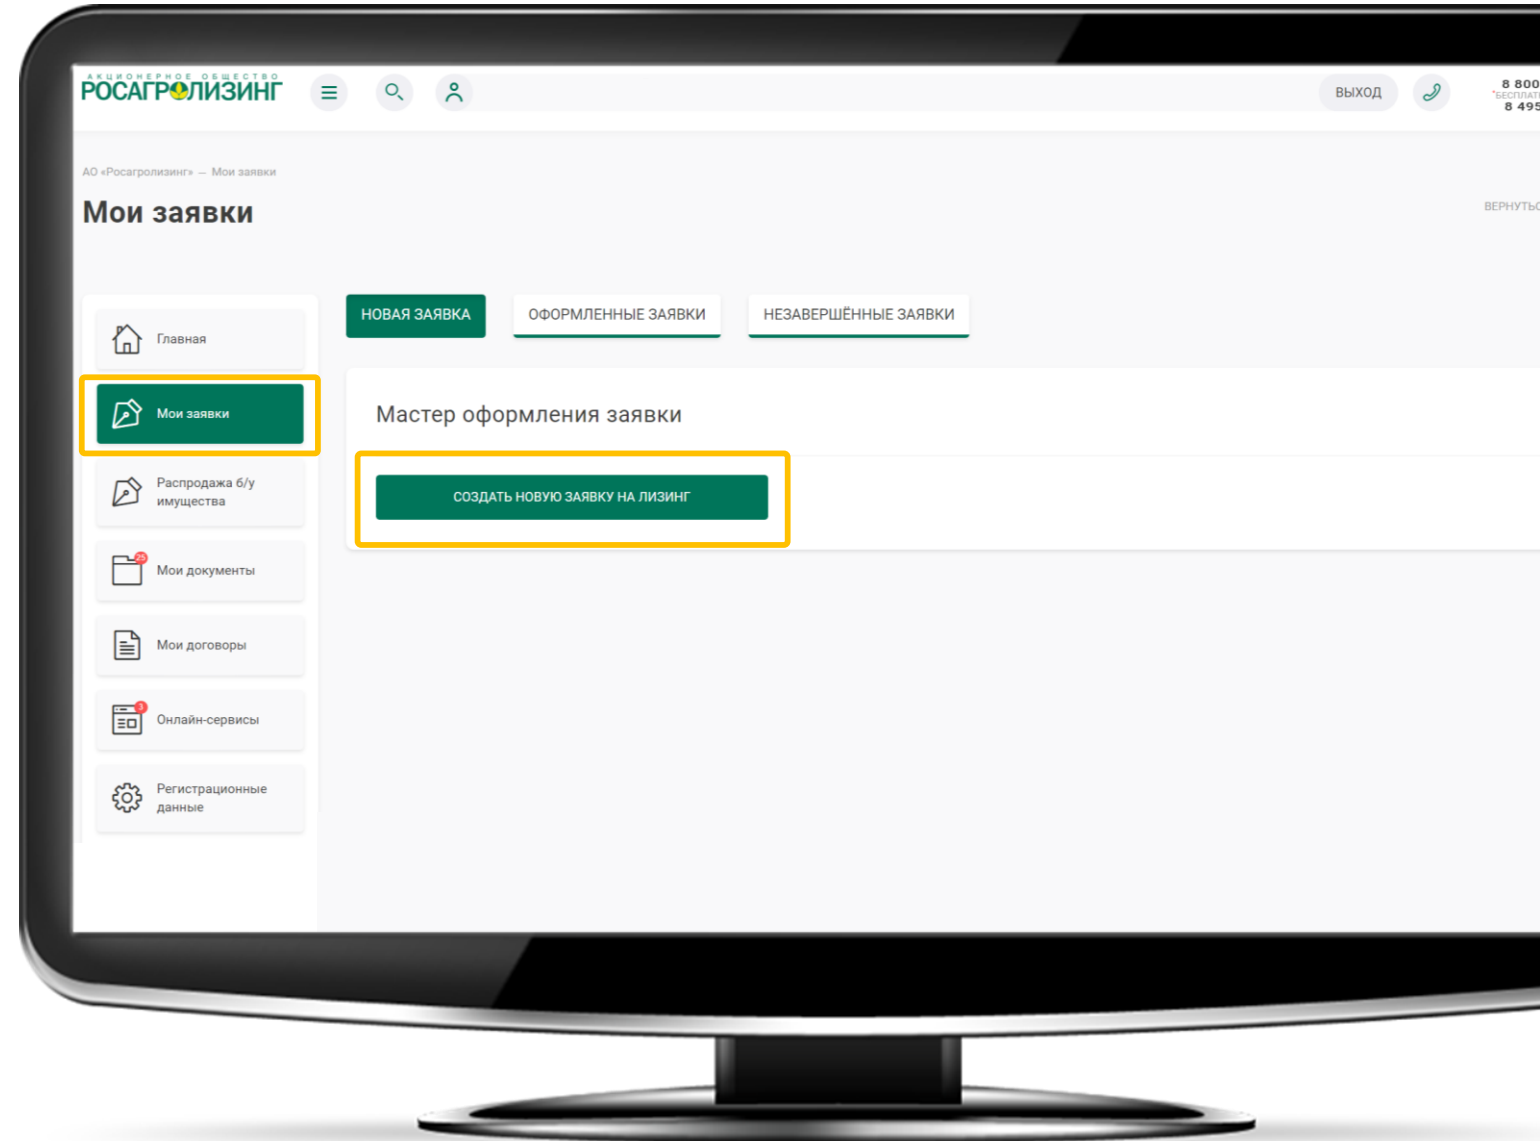 АКЦИОНЕРНОЕ ОБЩЕСТВО
РОСАГРОЛИЗИНГ
ВЫХОД
8 800
8 495
АО «Росагролизинг» — Мои заявки
Мои заявки
НОВАЯ ЗАЯВКА
ОФОРМЛЕННЫЕ ЗАЯВКИ
НЕЗАВЕРШЁННЫЕ ЗАЯВКИ
Главная
Мои заявки
Распродажа б/у
имущества
25
Мои документы
Мои договоры
3
Онлайн-сервисы
Регистрационные
данные
Мастер оформления заявки
СОЗДАТЬ НОВУЮ ЗАЯВКУ НА ЛИЗИНГ